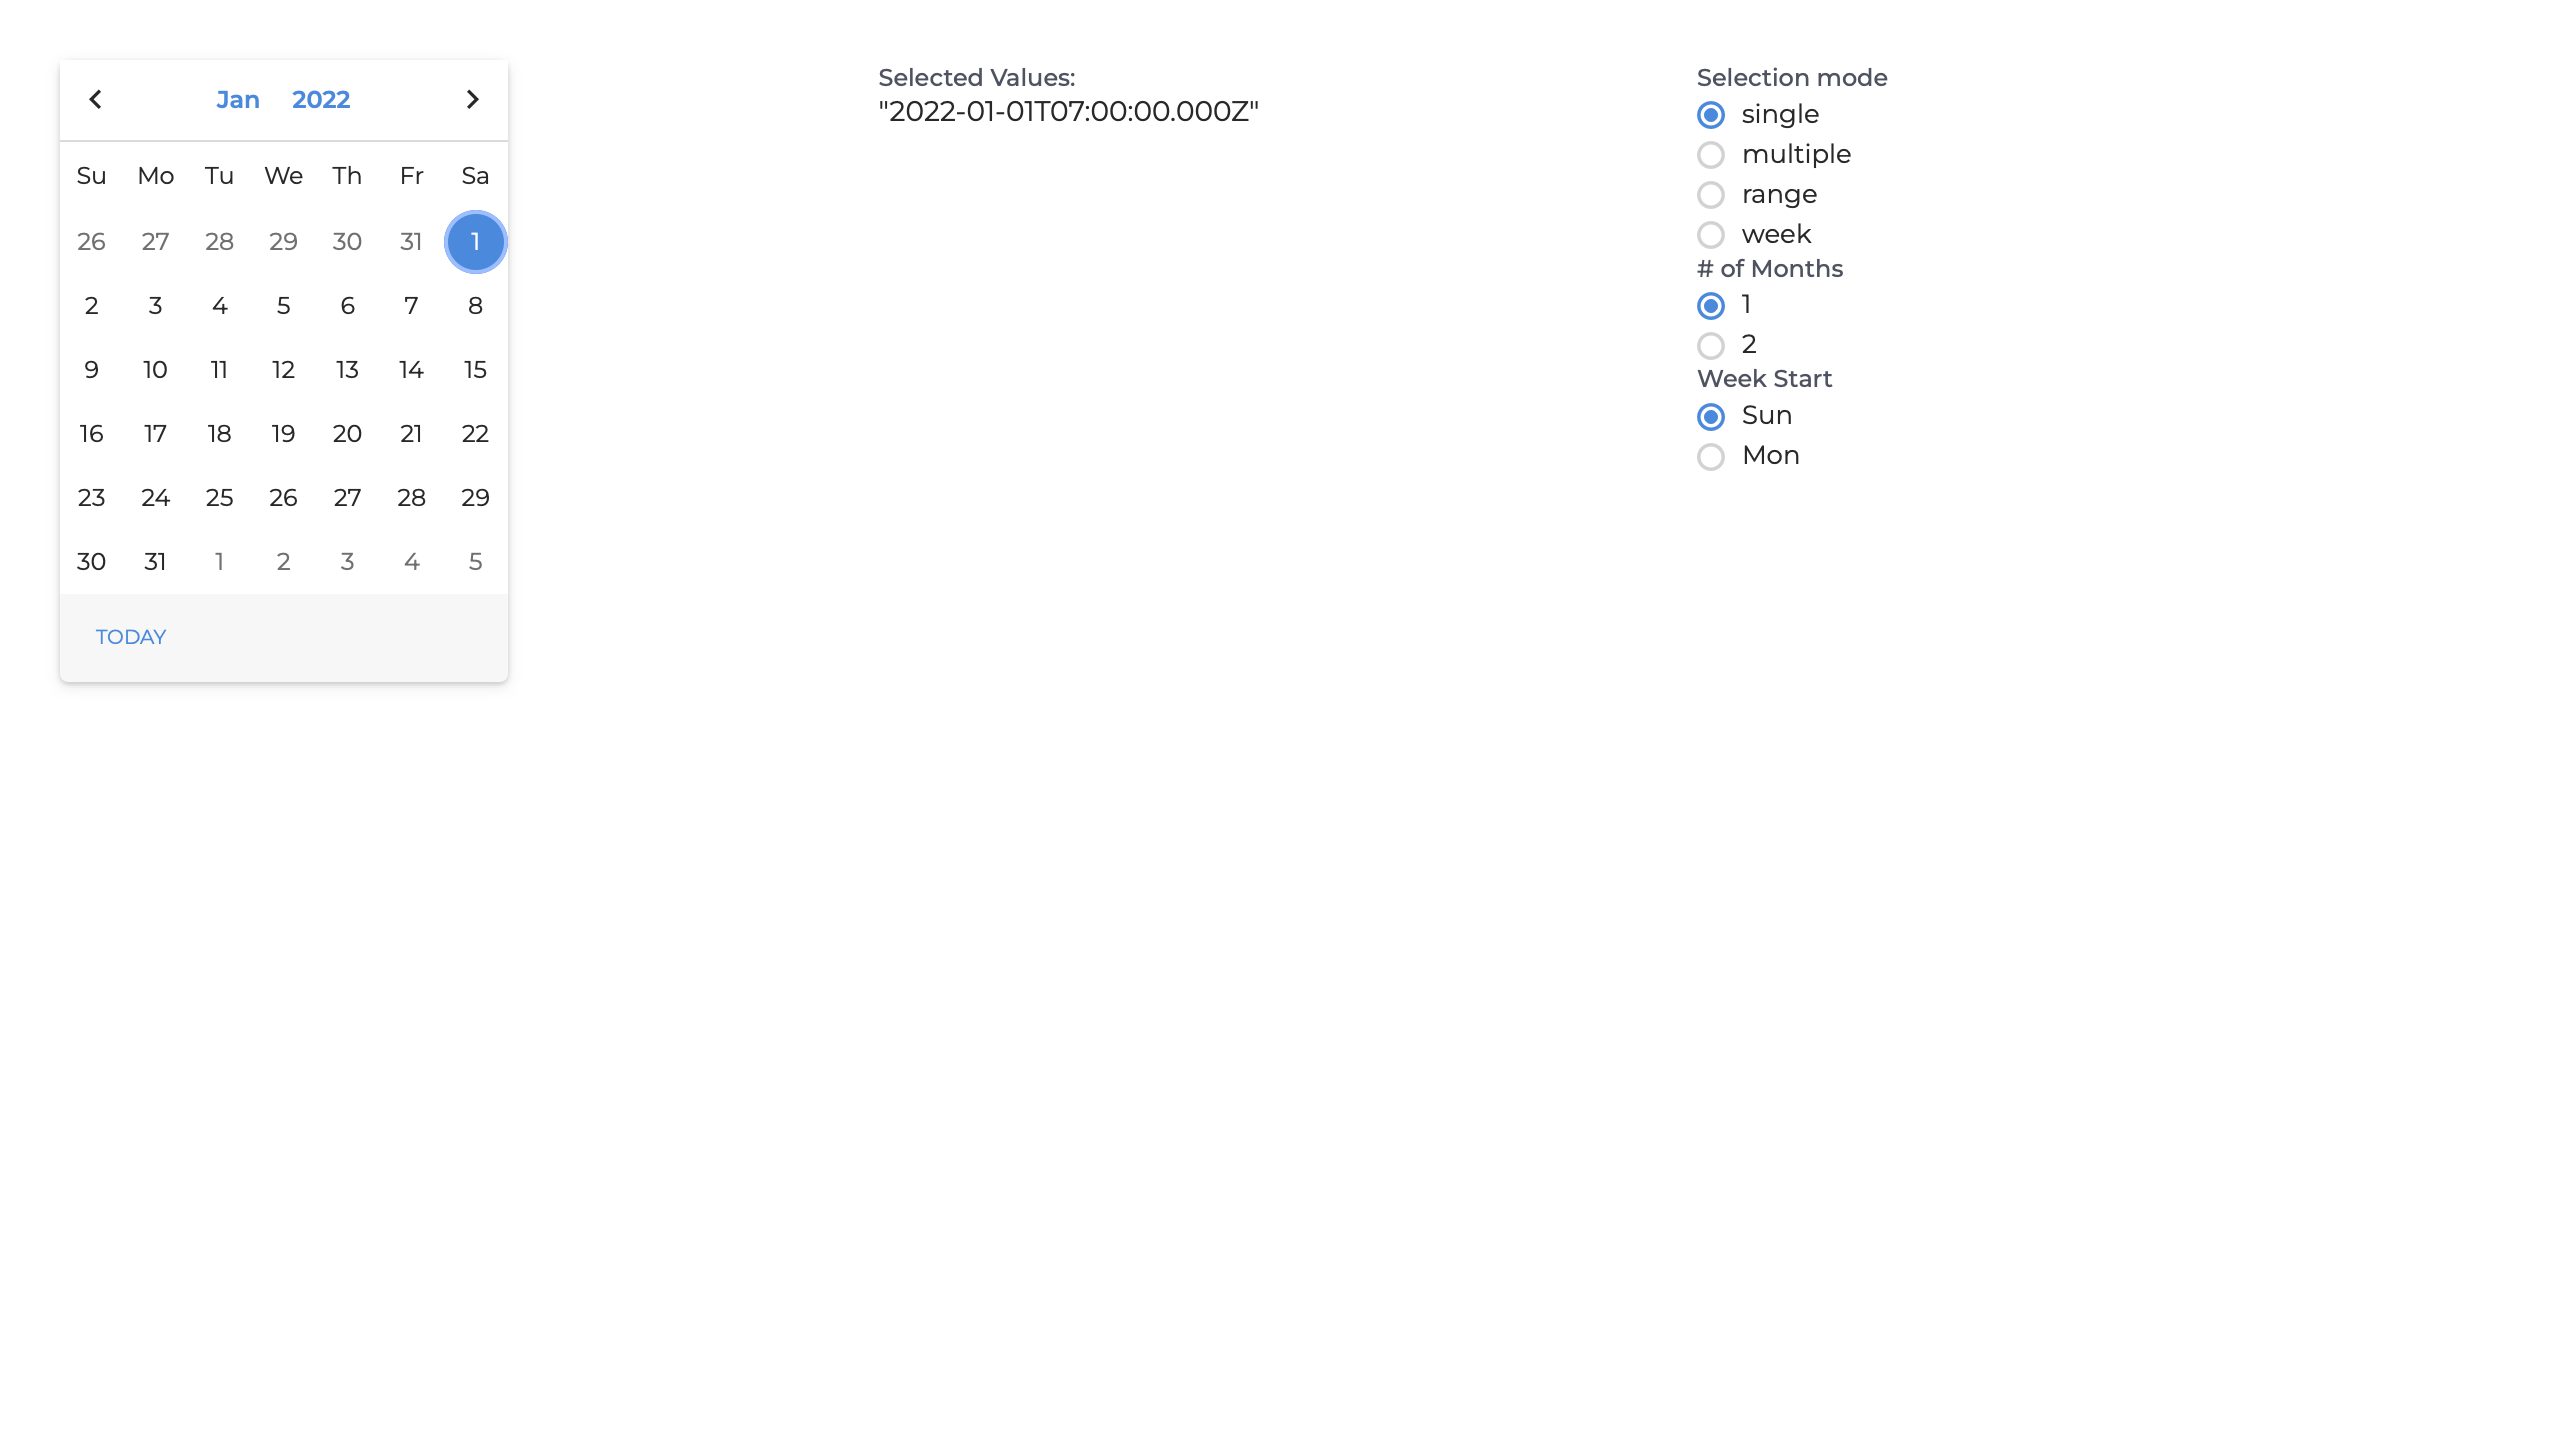 Jan 2022
Su Mo Tu We Th Fr Sa
26 27 28 29 30 31 1
2 3 4 5 6 7 8
9 10 11 12 13 14 15
16 17 18 19 20 21 22
23 24 25 26 27 28 29
30 31 1 2 3 4 5
TODAY
Selected Values:
"2022-01-01T07:00:00.000Z"
Selection mode
single
multiple
range
week
# of Months
1
2
Week Start
Sun
Mon